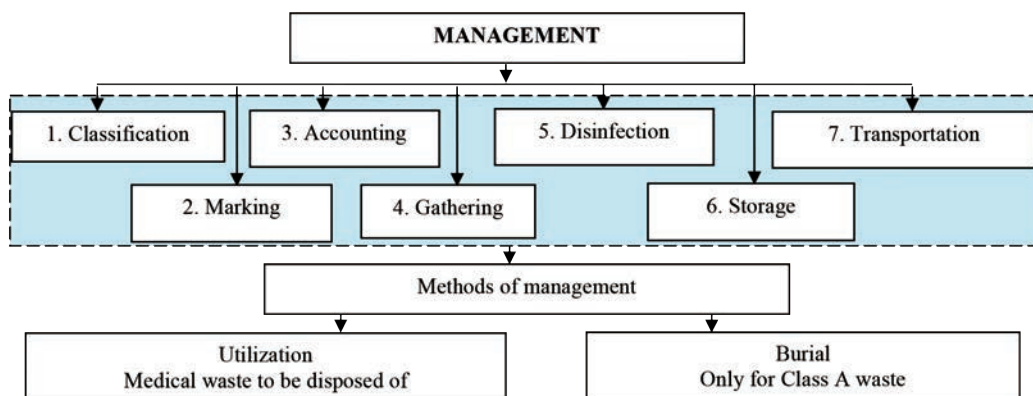 MANAGEMENT
1. Classification
3. Accounting
5. Disinfection
7. Transportation
2. Marking
4. Gathering
6. Storage
Methods of management
Utilization
Medical waste to be disposed of
Burial
Only for Class A waste